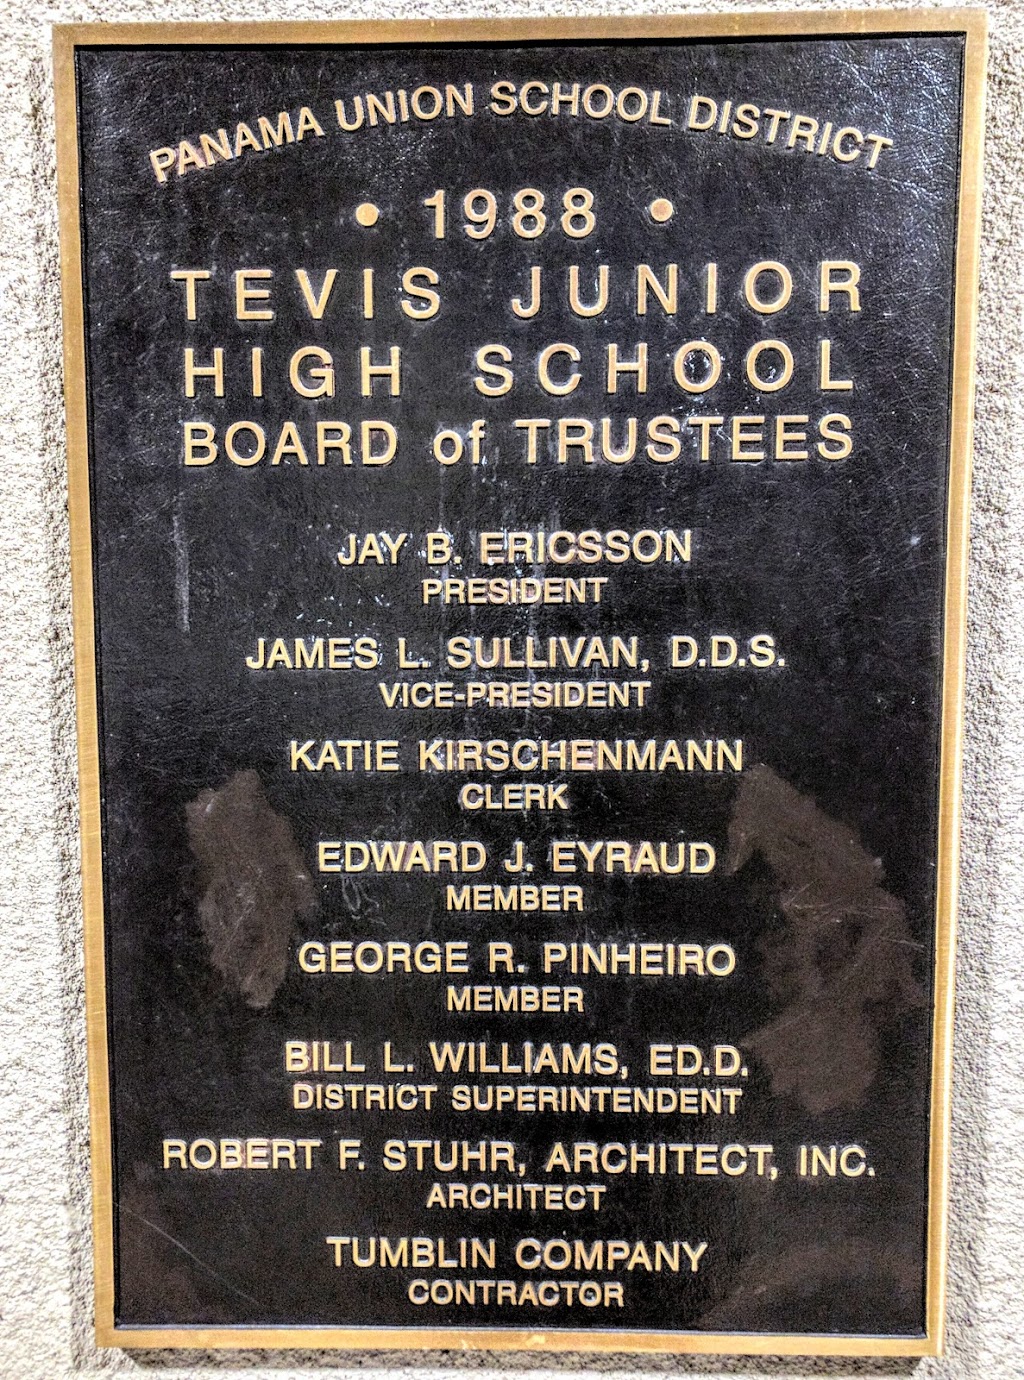 PANAMA UNION SCHOOL DISTRICT
• 1988 •
TEVIS JUNIOR
HIGH SCHOOL
BOARD of TRUSTEES
JAY B. ERICSSON
PRESIDENT
JAMES L. SULLIVAN, D.D.S.
VICE-PRESIDENT
KATIE KIRSCHENMANN
CLERK
EDWARD J. EYRAUD
MEMBER
GEORGE R. PINHEIRO
MEMBER
BILL L. WILLIAMS, ED.D.
DISTRICT SUPERINTENDENT
ROBERT F. STUHR, ARCHITECT, INC.
ARCHITECT
TUMBLIN COMPANY
CONTRACTOR